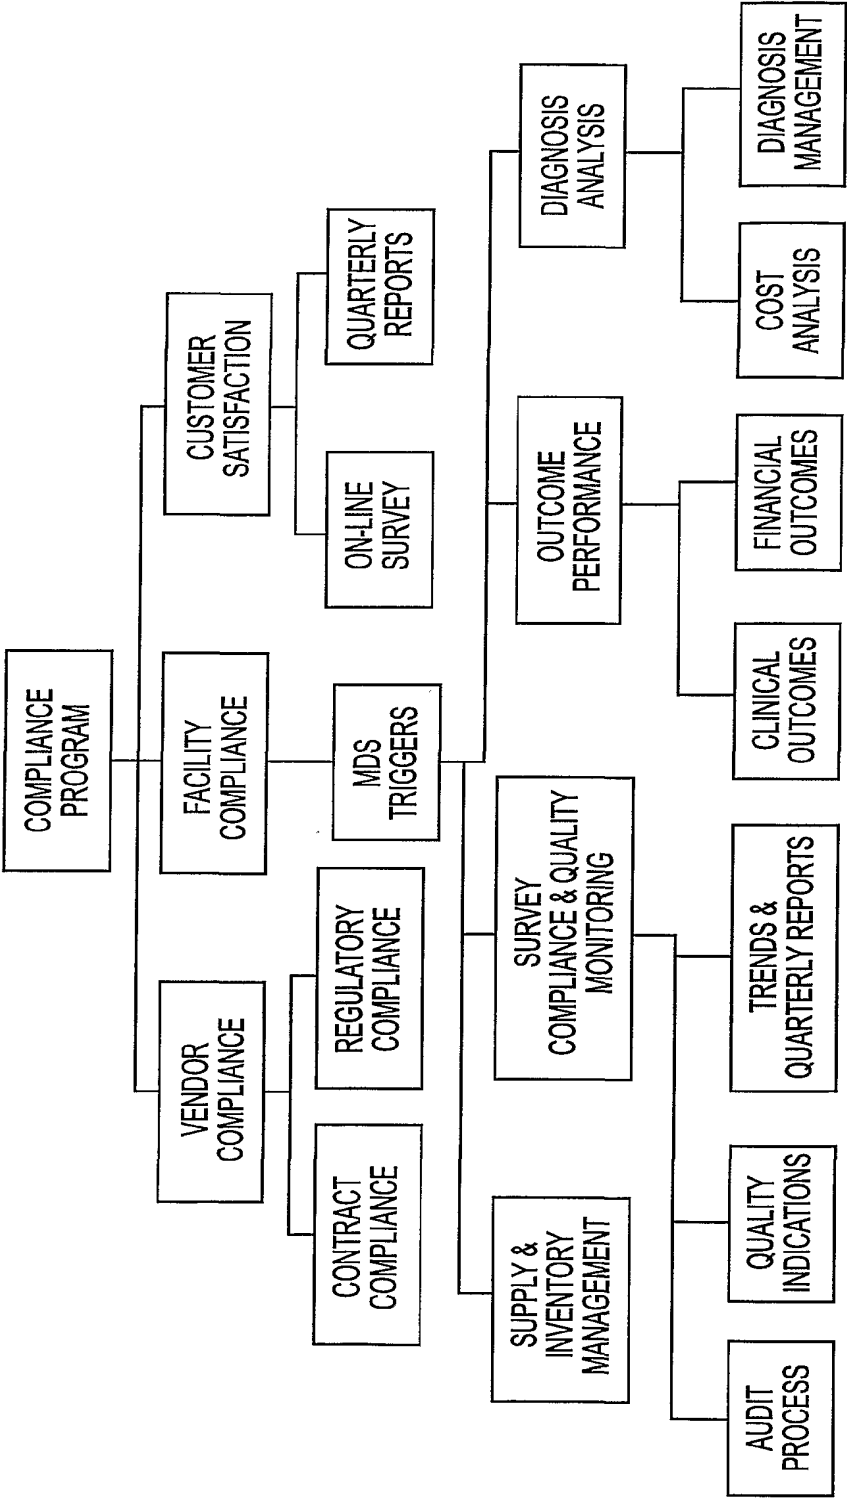 COMPLIANCE
PROGRAM
VENDOR
COMPLIANCE
FACILITY
COMPLIANCE
CUSTOMER
SATISFACTION
CONTRACT
COMPLIANCE
REGULATORY
COMPLIANCE
MDS
TRIGGERS
ON-LINE
SURVEY
QUARTERLY
REPORTS
SUPPLY &
INVENTORY
MANAGEMENT
SURVEY
COMPLIANCE & QUALITY
MONITORING
OUTCOME
PERFORMANCE
DIAGNOSIS
ANALYSIS
AUDIT
PROCESS
QUALITY
INDICATIONS
TRENDS &
QUARTERLY REPORTS
CLINICAL
OUTCOMES
FINANCIAL
OUTCOMES
COST
ANALYSIS
DIAGNOSIS
MANAGEMENT